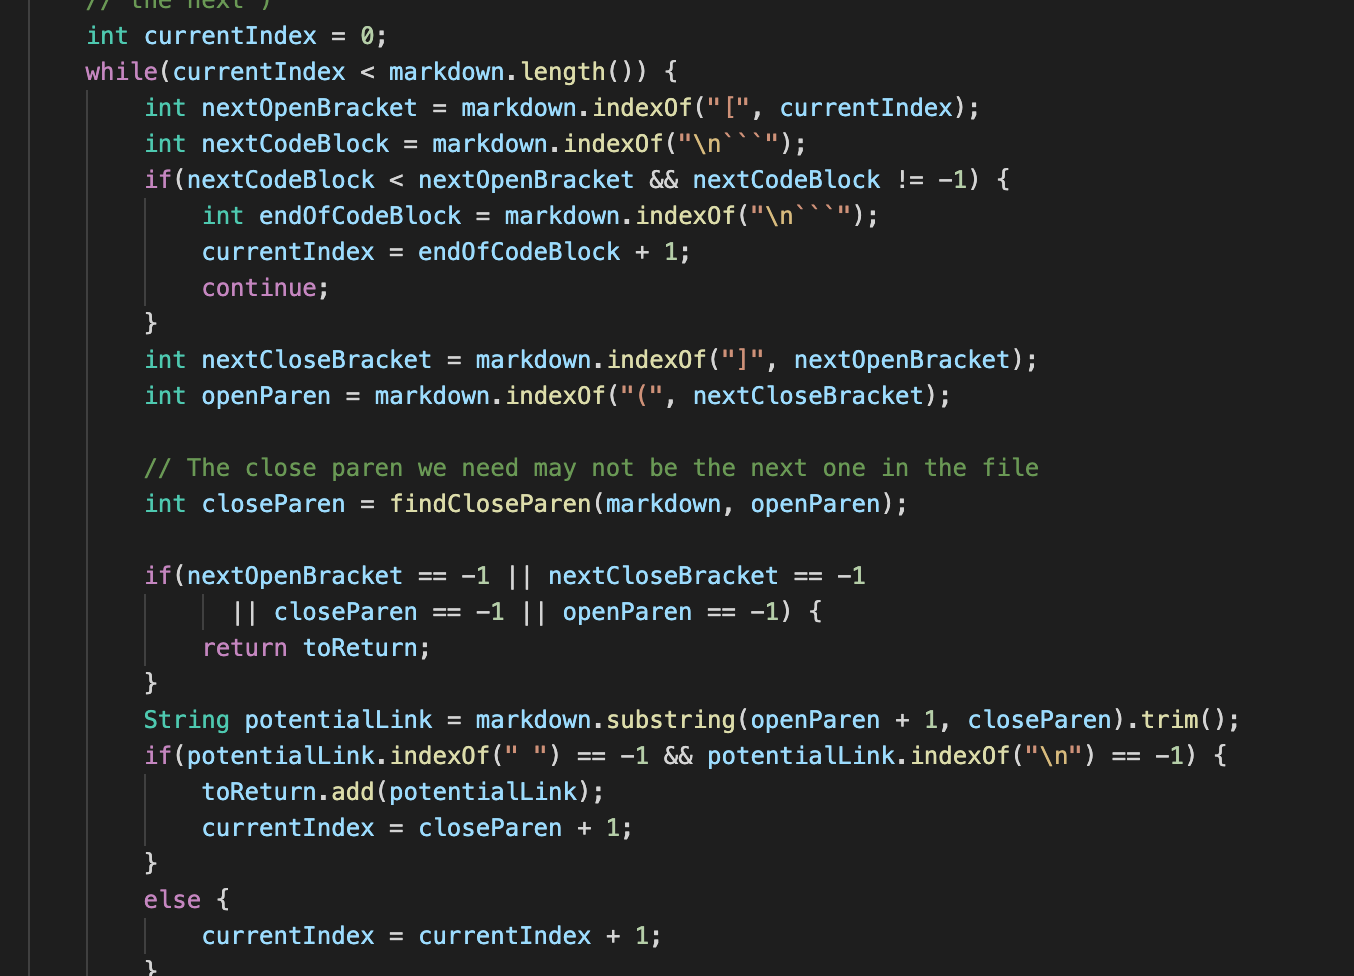 // the next )
int currentIndex = 0;
while(currentIndex < markdown.length()) {
int nextOpenBracket = markdown.indexOf("[", currentIndex);
int nextCodeBlock = markdown.indexOf("\n```");
if(nextCodeBlock < nextOpenBracket && nextCodeBlock != -1) {
int endOfCodeBlock = markdown.indexOf("\n```");
currentIndex = endOfCodeBlock + 1;
continue;
}
int nextCloseBracket = markdown.indexOf("]", nextOpenBracket);
int openParen = markdown.indexOf("(", nextCloseBracket);
// The close paren we need may not be the next one in the file
int closeParen = findCloseParen(markdown, openParen);
if(nextOpenBracket == -1 || nextCloseBracket == -1
|| closeParen == -1 || openParen == -1) {
return toReturn;
}
String potentialLink = markdown.substring(openParen + 1, closeParen).trim();
if(potentialLink.indexOf(" ") == -1 && potentialLink.indexOf("\n") == -1) {
toReturn.add(potentialLink);
currentIndex = closeParen + 1;
}
else {
currentIndex = currentIndex + 1;
}